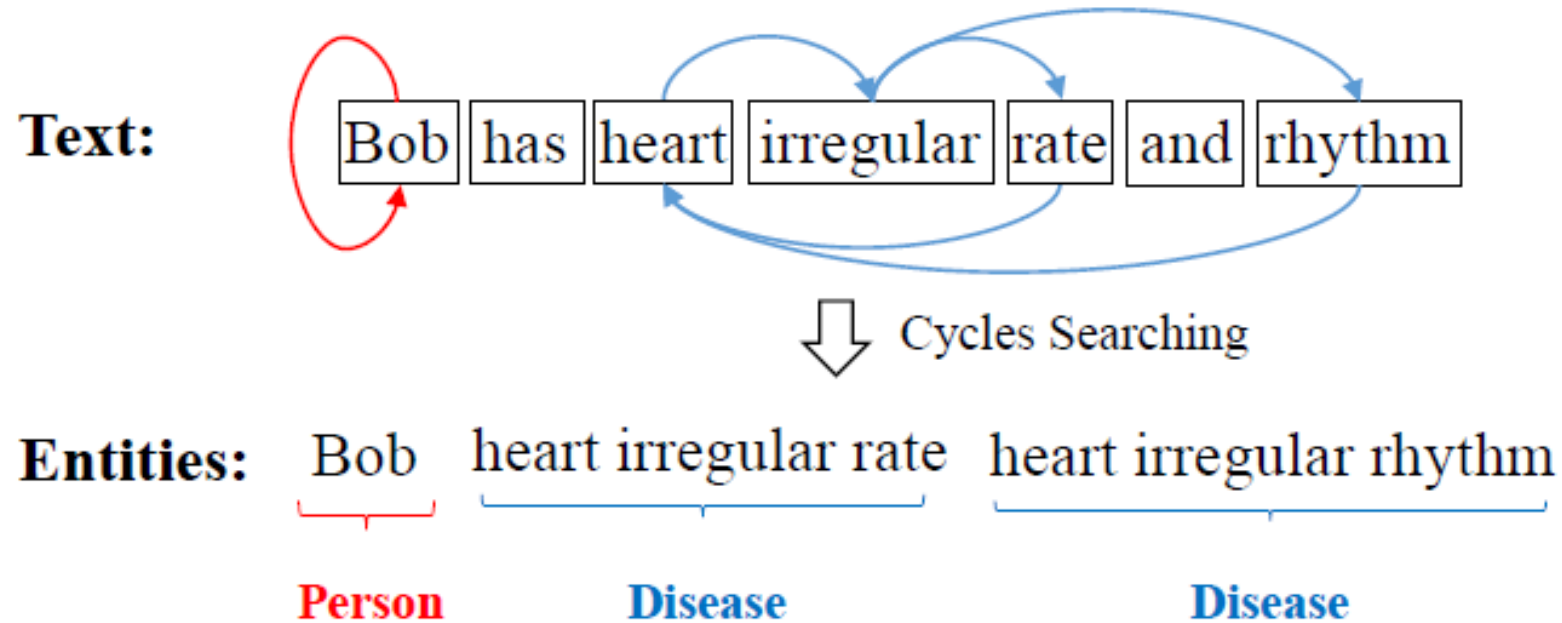 Text: Bob has heart irregular rate and rhythm
Cycles Searching
Entities: Bob heart irregular rate heart irregular rhythm
Person Disease Disease